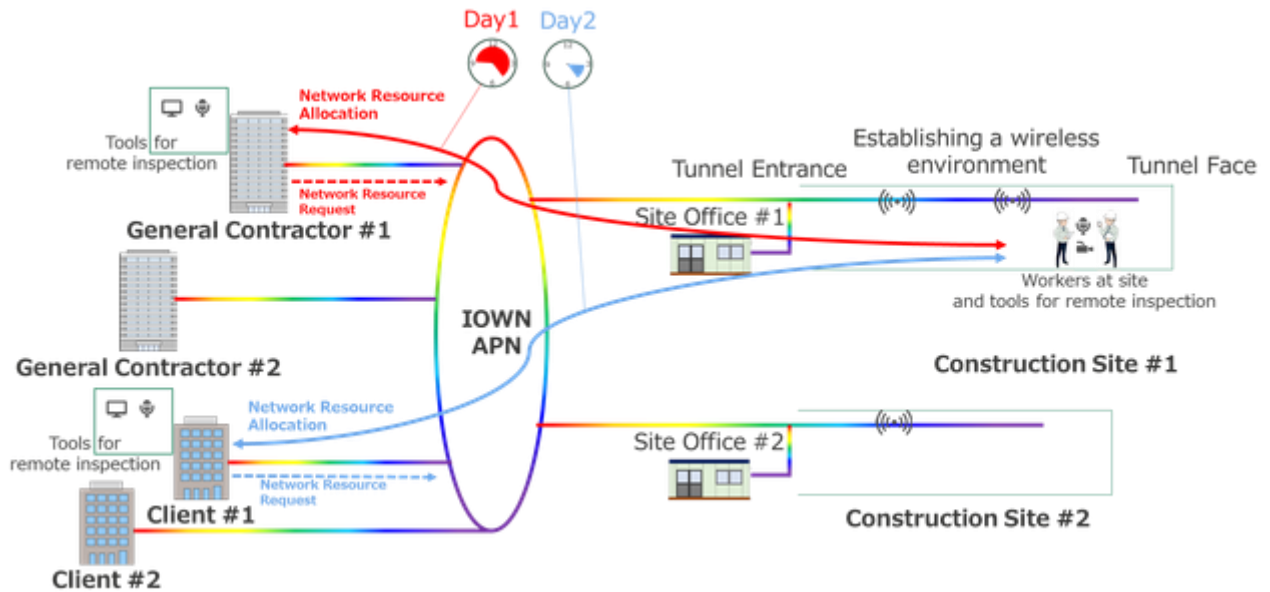 Day1
Day2
Network Resource
Allocation
Tools for
remote inspection
Network Resource
Request
General Contractor #1
General Contractor #2
IOWN
APN
Network Resource
Allocation
Tools for
remote inspection
Network Resource
Request
Client #1
Client #2
Establishing a wireless
environment
Tunnel Entrance
Tunnel Face
Site Office #1
Workers at site
and tools for remote inspection
Construction Site #1
Site Office #2
Construction Site #2